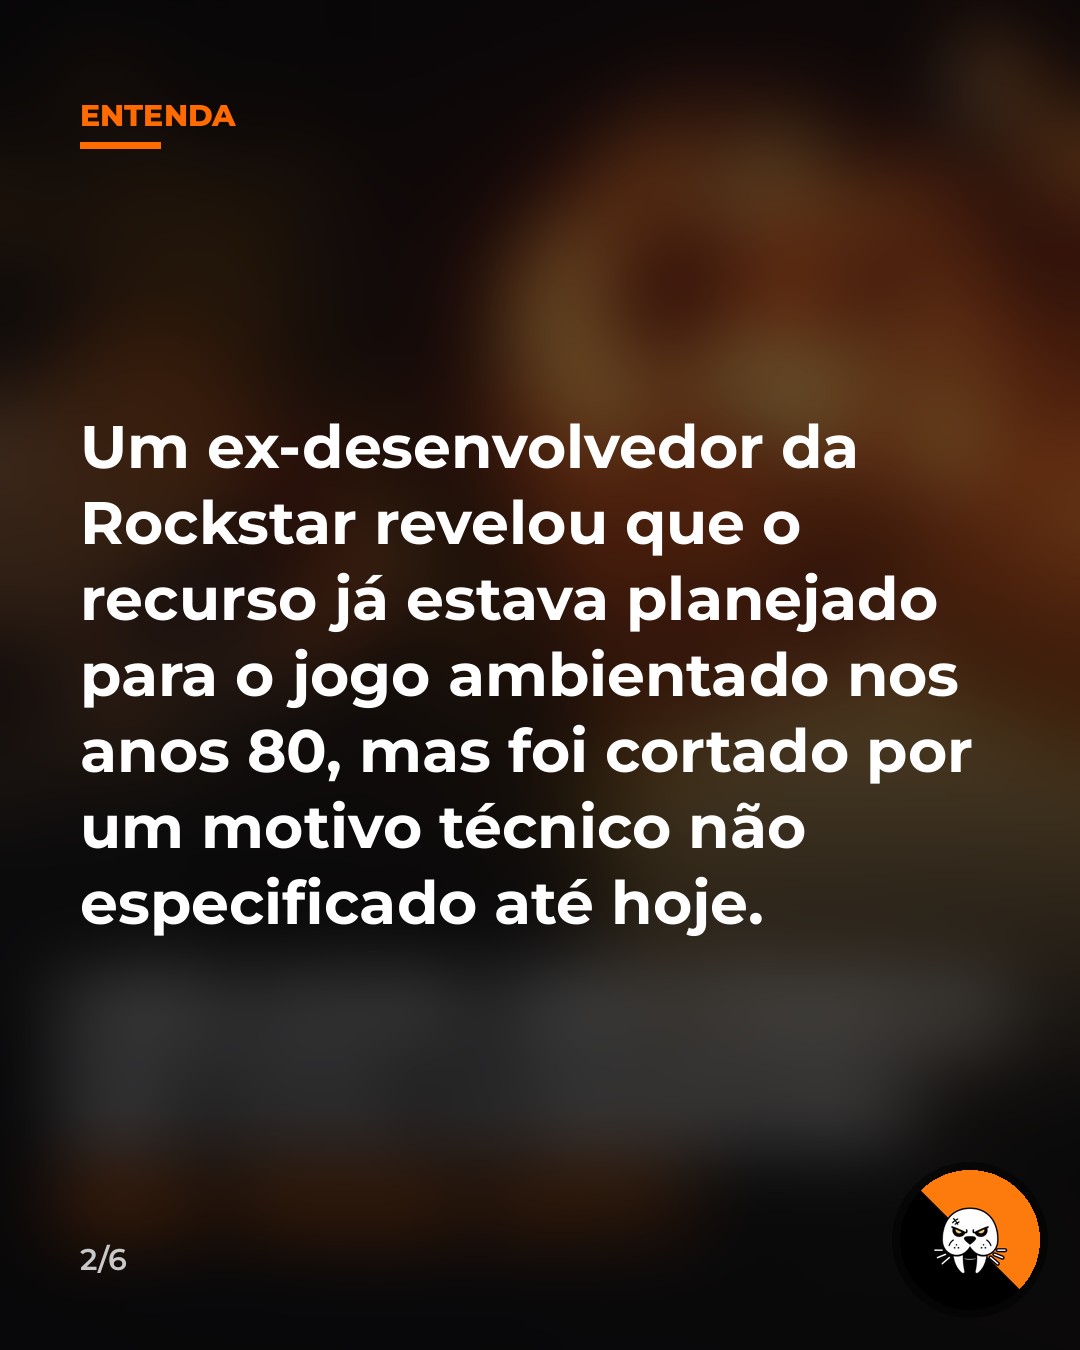 ENTENDA
Um ex-desenvolvedor da
Rockstar revelou que o
recurso já estava planejado
para o jogo ambientado nos
anos 80, mas foi cortado por
um motivo técnico não
especificado até hoje.
2/6